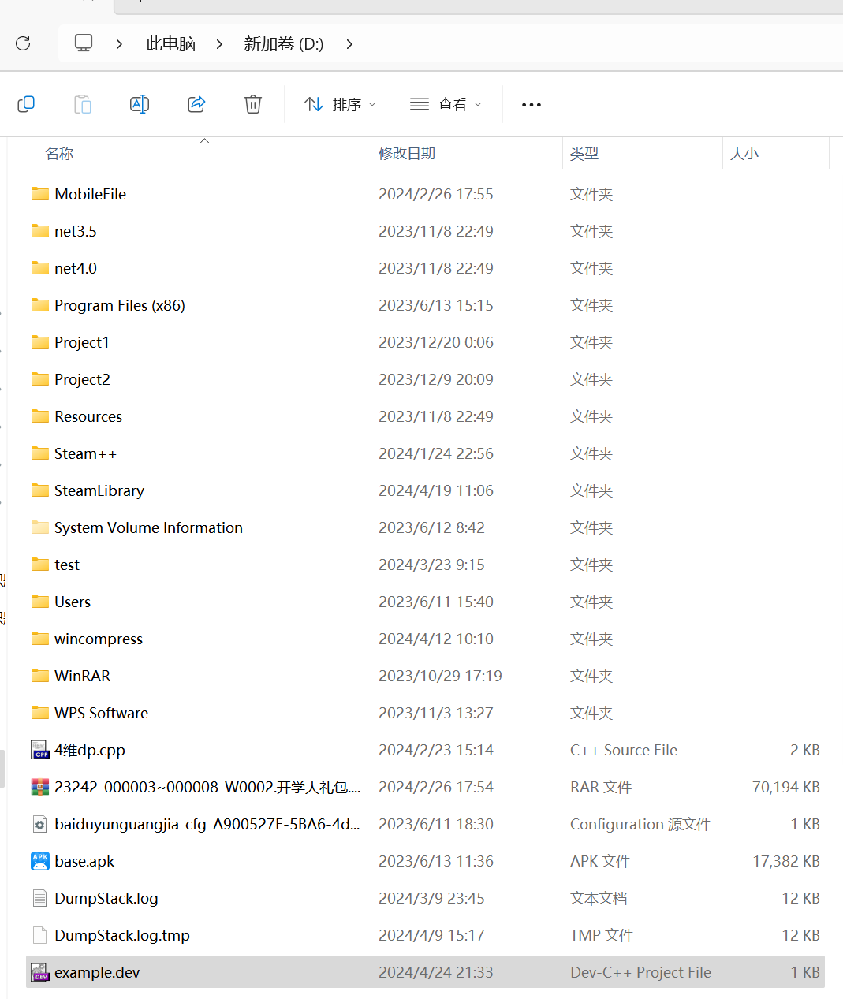 此电脑 新加卷 (D:)
排序 查看
名称 修改日期 类型 大小
MobileFile 2024/2/26 17:55 文件夹
net3.5 2023/11/8 22:49 文件夹
net4.0 2023/11/8 22:49 文件夹
Program Files (x86) 2023/6/13 15:15 文件夹
Project1 2023/12/20 0:06 文件夹
Project2 2023/12/9 20:09 文件夹
Resources 2023/11/8 22:49 文件夹
Steam++ 2024/1/24 22:56 文件夹
SteamLibrary 2024/4/19 11:06 文件夹
System Volume Information 2023/6/12 8:42 文件夹
test 2024/3/23 9:15 文件夹
Users 2023/6/11 15:40 文件夹
wincompress 2024/4/12 10:10 文件夹
WinRAR 2023/10/29 17:19 文件夹
WPS Software 2023/11/3 13:27 文件夹
4维dp.cpp 2024/2/23 15:14 C++ Source File 2 KB
23242-000003~000008-W0002.开学大礼包.... 2024/2/26 17:54 RAR 文件 70,194 KB
baiduyunguangjia_cfg_A900527E-5BA6-4d... 2023/6/11 18:30 Configuration 源文件 1 KB
base.apk 2023/6/13 11:36 APK 文件 17,382 KB
DumpStack.log 2024/3/9 23:45 文本文档 12 KB
DumpStack.log.tmp 2024/4/9 15:17 TMP 文件 12 KB
example.dev 2024/4/24 21:33 Dev-C++ Project File 1 KB